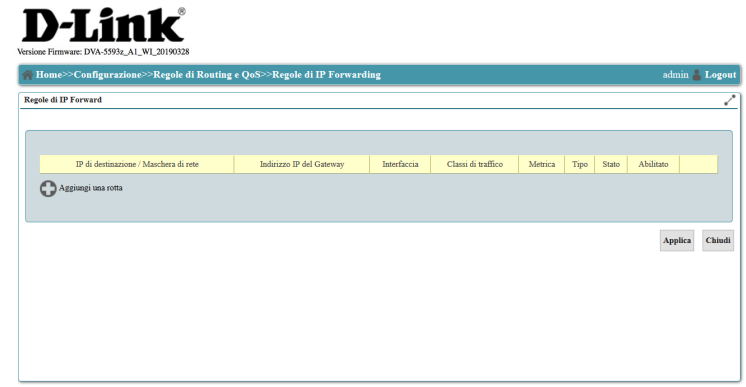 D-Link®
Versione Firmware: DVA-5593z_A1_WI_20190328
Home>>Configurazione>>Regole di Routing e QoS>>Regole di IP Forwarding admin Logout
Regole di IP Forward
IP di destinazione / Maschera di rete Indirizzo IP del Gateway Interfaccia Classi di traffico Metrica Tipo Stato Abilitato
Aggiungi una rotta
Applica Chiudi